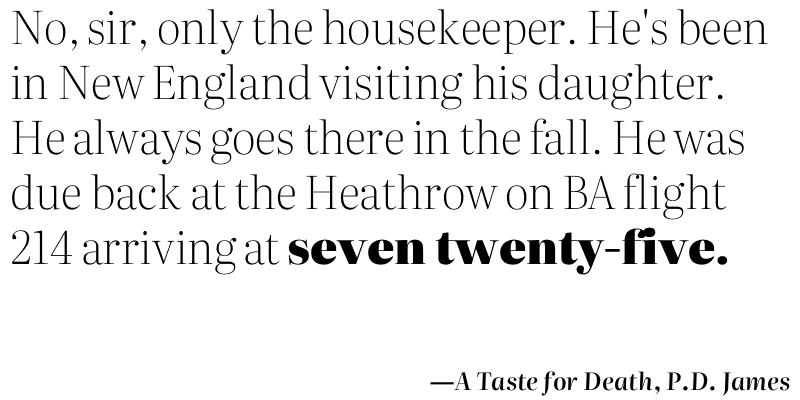 No, sir, only the housekeeper. He's been
in New England visiting his daughter.
He always goes there in the fall. He was
due back at the Heathrow on BA flight
214 arriving at seven twenty-five.
—A Taste for Death, P.D. James